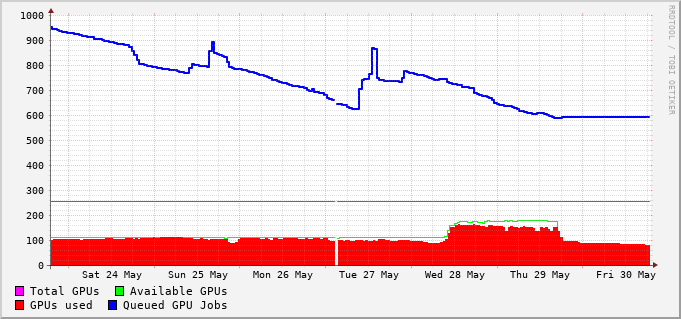 1000
900
800
700
600
500
400
300
200
100
0
Sat 24 May Sun 25 May Mon 26 May Tue 27 May Wed 28 May Thu 29 May Fri 30 May
Total GPUs Available GPUs
GPUs used Queued GPU Jobs
RRDTOOL / TOBI OETIKER